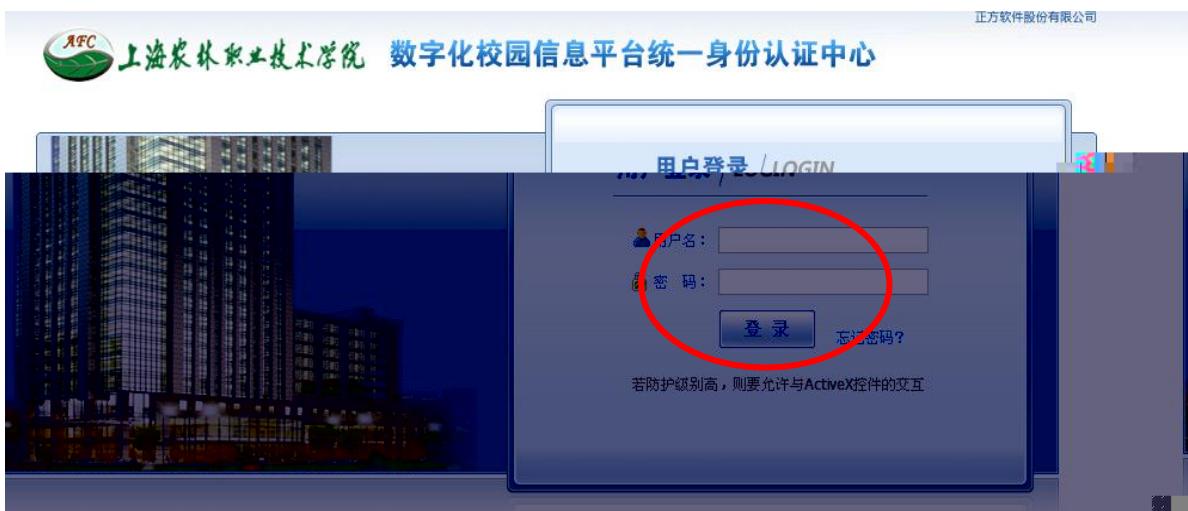 正方软件股份有限公司
AFC
上海农林职业技术学院 数字化校园信息平台统一身份认证中心
用户登录 LOGIN
用户名：
密 码：
登 录
忘记密码?
若防护级别高，则要允许与ActiveX控件的交互